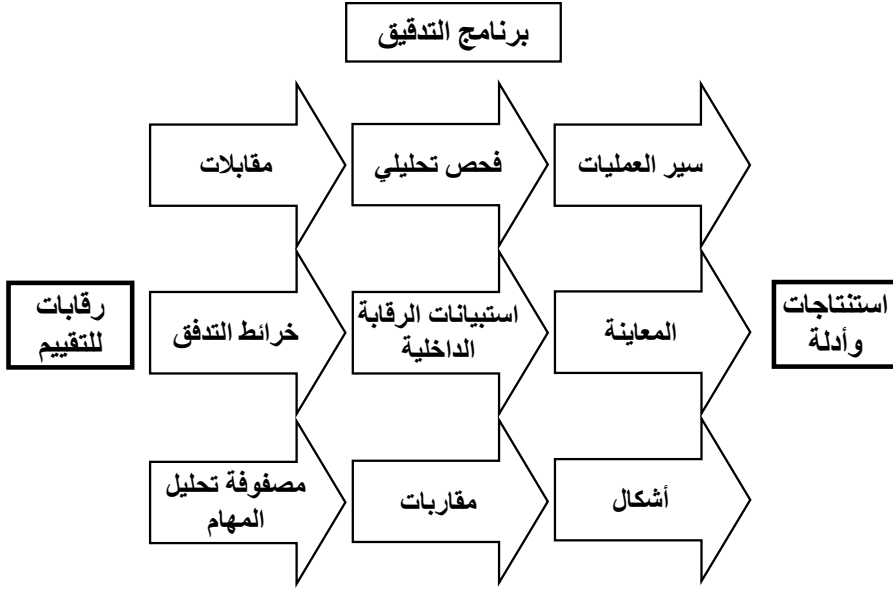 برنامج التدقيق
مقابلات
فحص تحليلي
سير العمليات
رقابات
للتقييم
خرائط التدفق
استبيانات الرقابة
الداخلية
المعاينة
استنتاجات
وأدلة
مصفوفة تحليل
المهام
مقاربات
أشكال